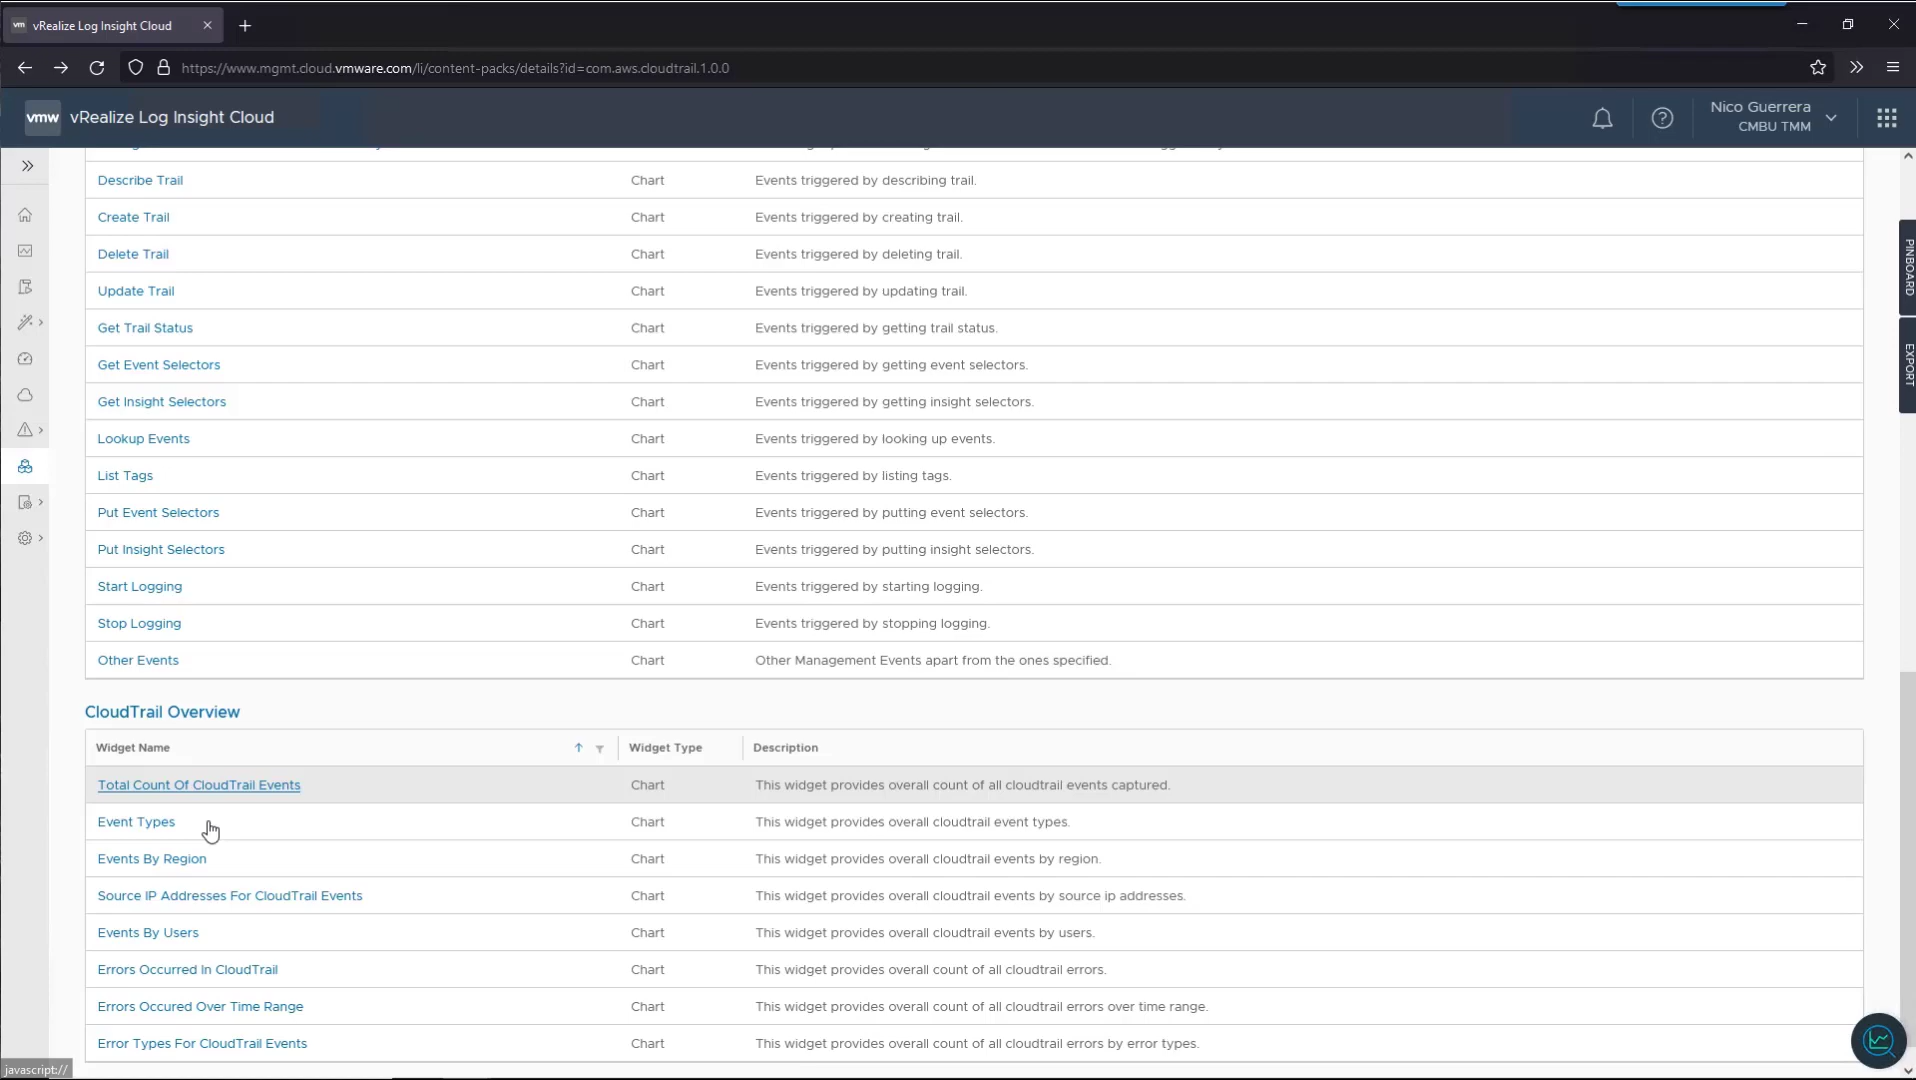 vm vRealize Log Insight Cloud
https://www.mgmt.cloud.vmware.com/li/content-packs/details?id=com.aws.cloudtrail.1.0.0
vmw vRealize Log Insight Cloud
Nico Guerrera
CMBU TMM
Describe Trail Chart Events triggered by describing trail.
Create Trail Chart Events triggered by creating trail.
Delete Trail Chart Events triggered by deleting trail.
Update Trail Chart Events triggered by updating trail.
Get Trail Status Chart Events triggered by getting trail status.
Get Event Selectors Chart Events triggered by getting event selectors.
Get Insight Selectors Chart Events triggered by getting insight selectors.
Lookup Events Chart Events triggered by looking up events.
List Tags Chart Events triggered by listing tags.
Put Event Selectors Chart Events triggered by putting event selectors.
Put Insight Selectors Chart Events triggered by putting insight selectors.
Start Logging Chart Events triggered by starting logging.
Stop Logging Chart Events triggered by stopping logging.
Other Events Chart Other Management Events apart from the ones specified.
PINBOARD
EXPORT
CloudTrail Overview
Widget Name Widget Type Description
Total Count Of CloudTrail Events Chart This widget provides overall count of all cloudtrail events captured.
Event Types Chart This widget provides overall cloudtrail event types.
Events By Region Chart This widget provides overall cloudtrail events by region.
Source IP Addresses For CloudTrail Events Chart This widget provides overall cloudtrail events by source ip addresses.
Events By Users Chart This widget provides overall cloudtrail events by users.
Errors Occurred In CloudTrail Chart This widget provides overall count of all cloudtrail errors.
Errors Occured Over Time Range Chart This widget provides overall count of all cloudtrail errors over time range.
Error Types For CloudTrail Events Chart This widget provides overall count of all cloudtrail errors by error types.
javascript://